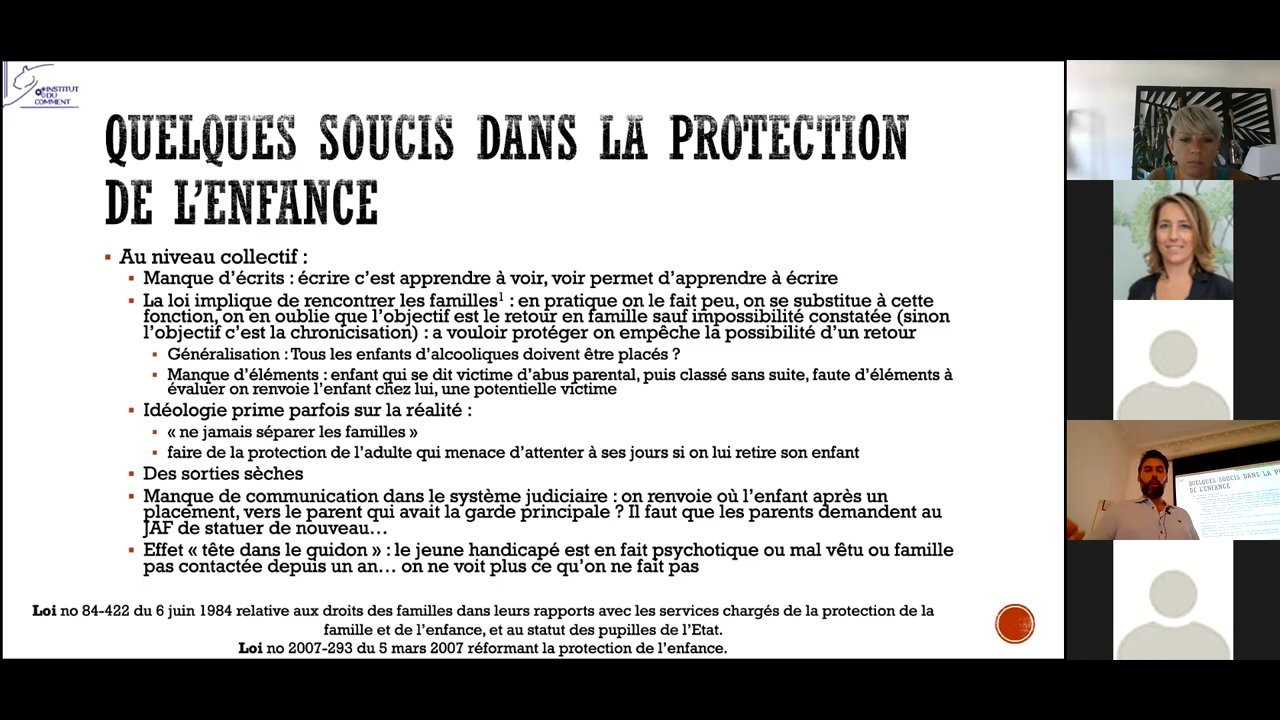 INSTITUT
DU
COMMENT
QUELQUES SOUCIS DANS LA PROTECTION
DE L'ENFANCE
▪ Au niveau collectif :
▪ Manque d'écrits : écrire c'est apprendre à voir, voir permet d'apprendre à écrire
▪ La loi implique de rencontrer les familles¹ : en pratique on le fait peu, on se substitue à cette
fonction, on en oublie que l'objectif est le retour en famille sauf impossibilité constatée (sinon
l'objectif c'est la chronicisation) : a vouloir protéger on empêche la possibilité d'un retour
▪ Généralisation : Tous les enfants d'alcooliques doivent être placés ?
▪ Manque d'éléments : enfant qui se dit victime d'abus parental, puis classé sans suite, faute d'éléments à
évaluer on renvoie l'enfant chez lui, une potentielle victime
▪ Idéologie prime parfois sur la réalité :
▪ « ne jamais séparer les familles »
▪ faire de la protection de l'adulte qui menace d'attenter à ses jours si on lui retire son enfant
▪ Des sorties sèches
▪ Manque de communication dans le système judiciaire : on renvoie où l'enfant après un
placement, vers le parent qui avait la garde principale ? Il faut que les parents demandent au
JAF de statuer de nouveau…
▪ Effet « tête dans le guidon » : le jeune handicapé est en fait psychotique ou mal vêtu ou famille
pas contactée depuis un an… on ne voit plus ce qu'on ne fait pas
Loi no 84-422 du 6 juin 1984 relative aux droits des familles dans leurs rapports avec les services chargés de la protection de la
famille et de l'enfance, et au statut des pupilles de l'Etat.
Loi no 2007-293 du 5 mars 2007 réformant la protection de l'enfance.
QUELQUES SOUCIS DANS LA
DE L'ENFANCE